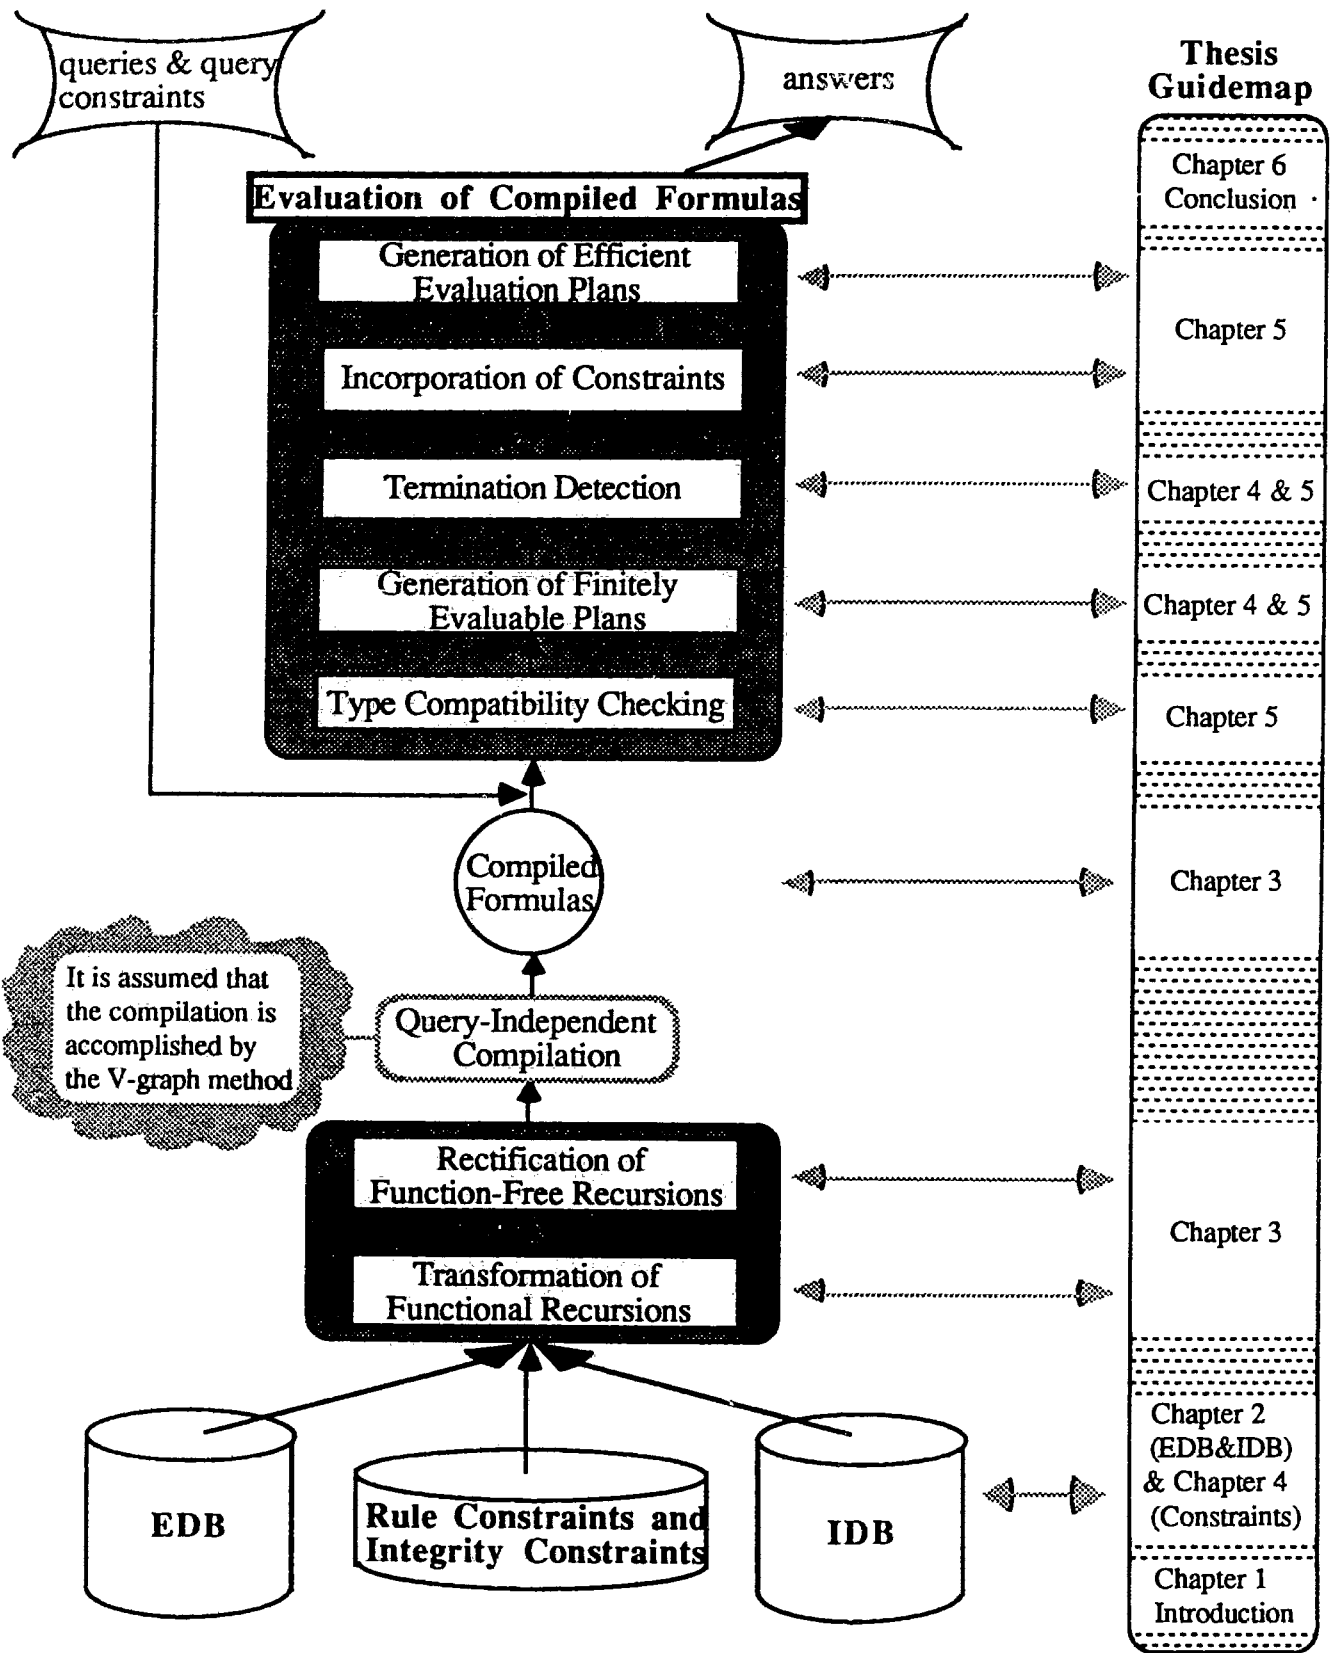 queries & query
constraints
answers
Thesis
Guidemap
Evaluation of Compiled Formulas
Generation of Efficient
Evaluation Plans
Incorporation of Constraints
Termination Detection
Generation of Finitely
Evaluable Plans
Type Compatibility Checking
Compiled
Formulas
It is assumed that
the compilation is
accomplished by
the V-graph method
Query-Independent
Compilation
Rectification of
Function-Free Recursions
Transformation of
Functional Recursions
EDB
Rule Constraints and
Integrity Constraints
IDB
Chapter 6
Conclusion
Chapter 5
Chapter 4 & 5
Chapter 4 & 5
Chapter 5
Chapter 3
Chapter 3
Chapter 2
(EDB&IDB)
& Chapter 4
(Constraints)
Chapter 1
Introduction